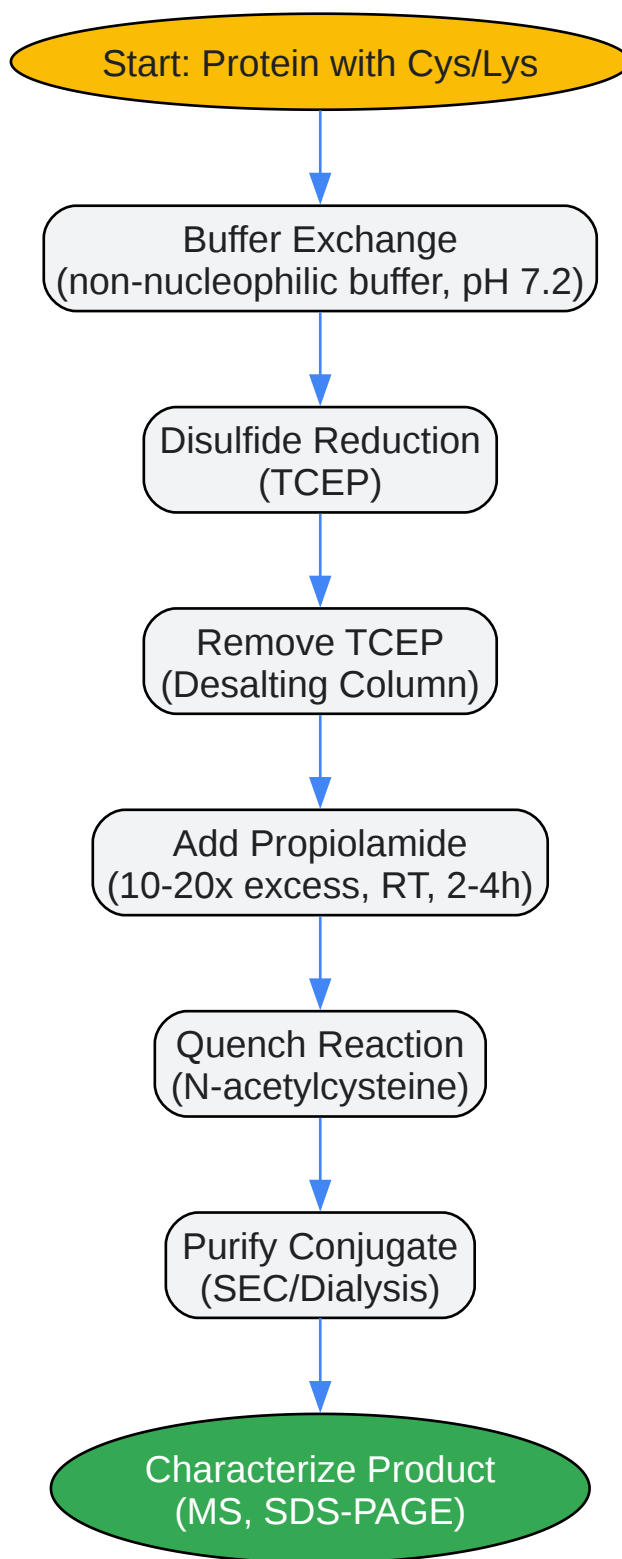 Start: Protein with Cys/Lys
Buffer Exchange
(non-nucleophilic buffer, pH 7.2)
Disulfide Reduction
(TCEP)
Remove TCEP
(Desalting Column)
Add Propiolamide
(10-20x excess, RT, 2-4h)
Quench Reaction
(N-acetylcysteine)
Purify Conjugate
(SEC/Dialysis)
Characterize Product
(MS, SDS-PAGE)